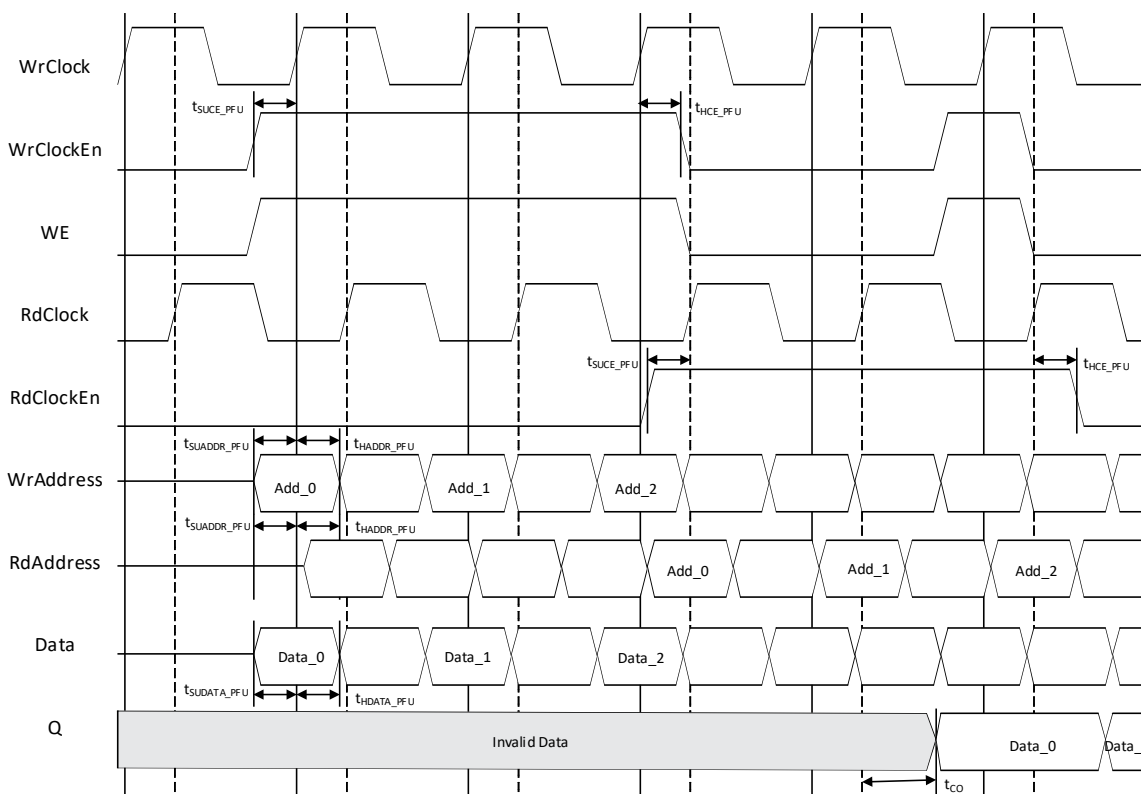 WrClock
tSUCE_PFU
tHCE_PFU
WrClockEn
WE
RdClock
tSUCE_PFU
tHCE_PFU
RdClockEn
tSUADDR_PFU
tHADDR_PFU
WrAddress
Add_0
Add_1
Add_2
tSUADDR_PFU
tHADDR_PFU
RdAddress
Add_0
Add_1
Add_2
Data
Data_0
Data_1
Data_2
tSUDATA_PFU
tHDATA_PFU
Q
Invalid Data
Data_0
Data_
tCO